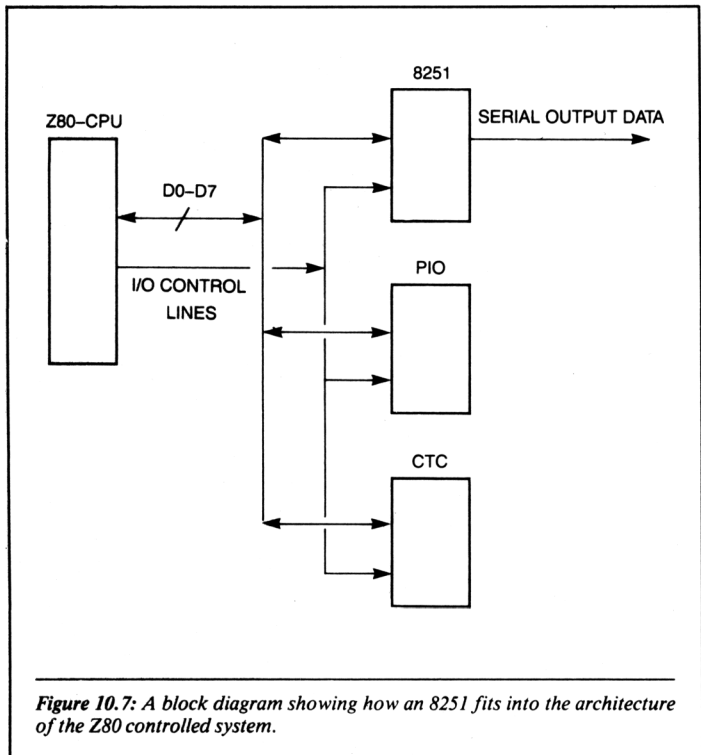 8251
SERIAL OUTPUT DATA
Z80–CPU
D0–D7
I/O CONTROL
LINES
PIO
CTC
Figure 10.7: A block diagram showing how an 8251 fits into the architecture
of the Z80 controlled system.